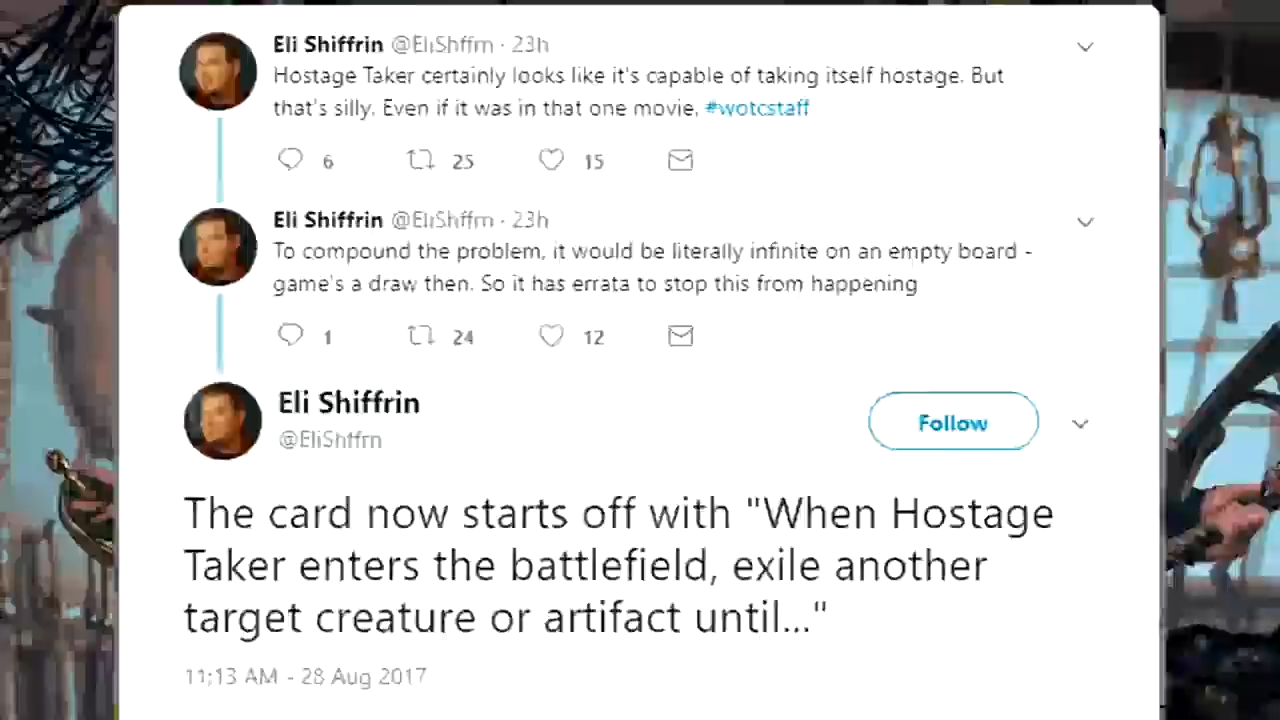 Eli Shiffrin @EliShffrn · 23h
Hostage Taker certainly looks like it's capable of taking itself hostage. But
that's silly. Even if it was in that one movie. #wotcstaff
6 25 15
Eli Shiffrin @EliShffrn · 23h
To compound the problem, it would be literally infinite on an empty board -
game's a draw then. So it has errata to stop this from happening
1 24 12
Eli Shiffrin
@EliShffrn
Follow
The card now starts off with "When Hostage
Taker enters the battlefield, exile another
target creature or artifact until..."
11:13 AM - 28 Aug 2017